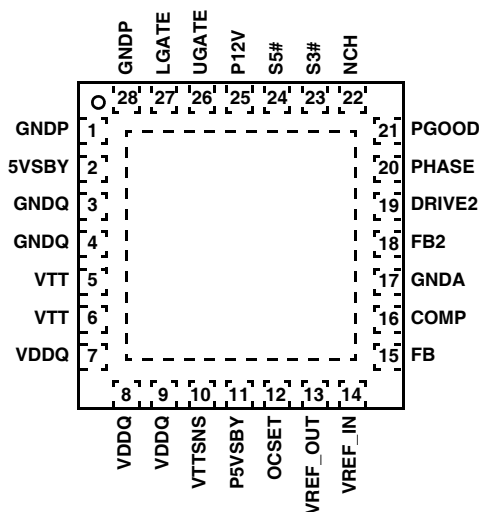 GNDP
LGATE
UGATE
P12V
S5#
S3#
NCH
28 27 26 25 24 23 22
GNDP 1
5VSBY 2
GNDQ 3
GNDQ 4
VTT 5
VTT 6
VDDQ 7
21 PGOOD
20 PHASE
19 DRIVE2
18 FB2
17 GNDA
16 COMP
15 FB
8 9 10 11 12 13 14
VDDQ
VDDQ
VTTSNS
P5VSBY
OCSET
VREF_OUT
VREF_IN